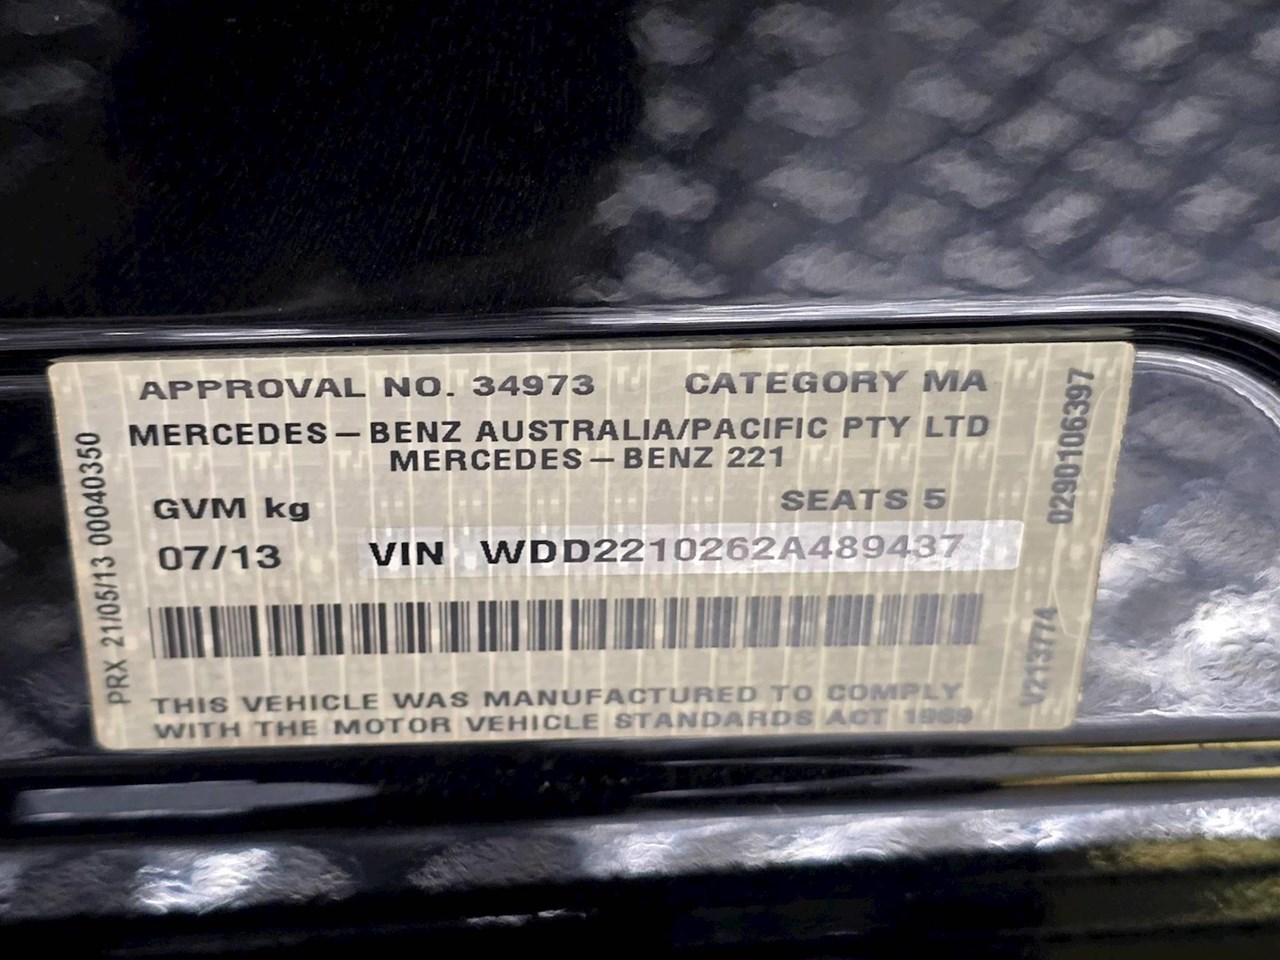 APPROVAL NO. 34973 CATEGORY MA
MERCEDES–BENZ AUSTRALIA/PACIFIC PTY LTD
MERCEDES–BENZ 221
GVM kg SEATS 5
07/13 VIN WDD2210262A489437
THIS VEHICLE WAS MANUFACTURED TO COMPLY
WITH THE MOTOR VEHICLE STANDARDS ACT 1989
PRX 21/05/13 00040350
0290106397
V213774